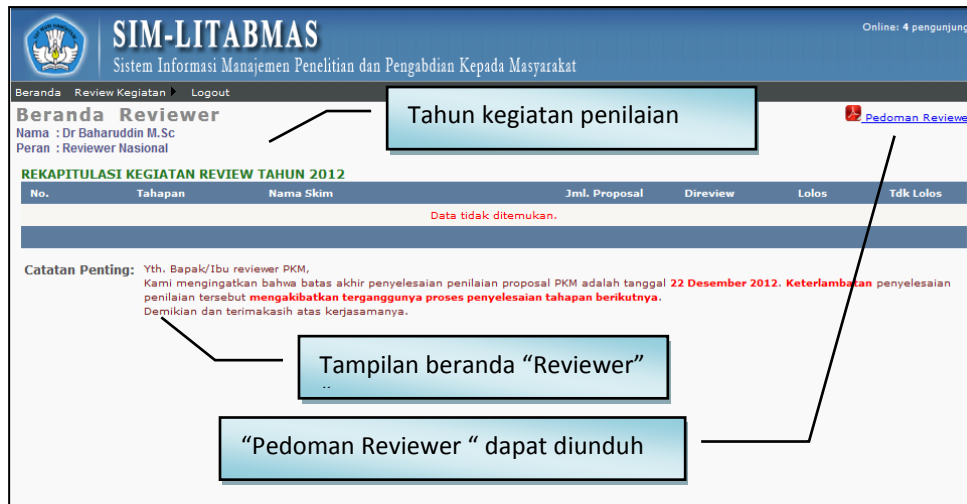 SIM-LITABMAS
Online: 4 pengunjung
Sistem Informasi Manajemen Penelitian dan Pengabdian Kepada Masyarakat
Beranda Review Kegiatan Logout
Tahun kegiatan penilaian
Beranda Reviewer
Pedoman Reviewe
Nama : Dr Baharuddin M.Sc
Peran : Reviewer Nasional
REKAPITULASI KEGIATAN REVIEW TAHUN 2012
No. Tahapan Nama Skim Jml. Proposal Direview Lolos Tdk Lolos
Data tidak ditemukan.
Catatan Penting: Yth. Bapak/Ibu reviewer PKM,
Kami mengingatkan bahwa batas akhir penyelesaian penilaian proposal PKM adalah tanggal 22 Desember 2012. Keterlambatan penyelesaian
penilaian tersebut mengakibatkan terganggunya proses penyelesaian tahapan berikutnya.
Demikian dan terimakasih atas kerjasamanya.
Tampilan beranda “Reviewer”
“Pedoman Reviewer “ dapat diunduh